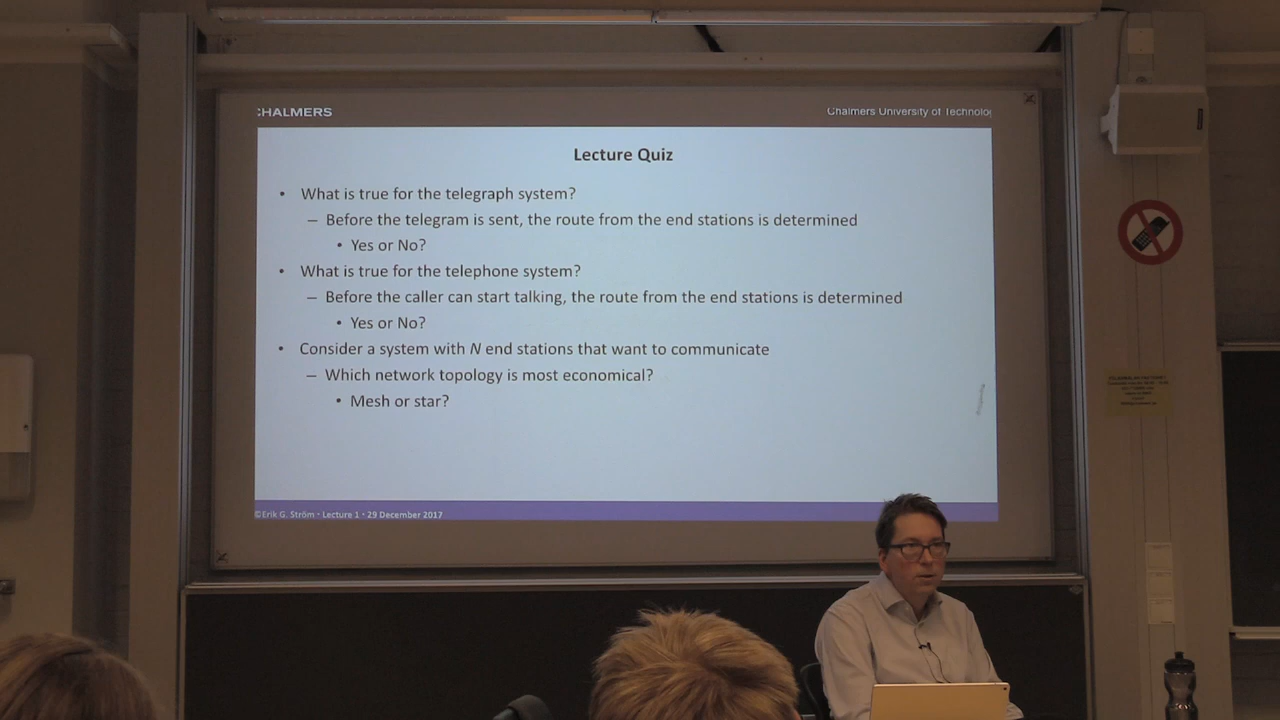 CHALMERS
Chalmers University of Technolog
Lecture Quiz
• What is true for the telegraph system?
– Before the telegram is sent, the route from the end stations is determined
• Yes or No?
• What is true for the telephone system?
– Before the caller can start talking, the route from the end stations is determined
• Yes or No?
• Consider a system with N end stations that want to communicate
– Which network topology is most economical?
• Mesh or star?
©Erik G. Ström • Lecture 1 • 29 December 2017